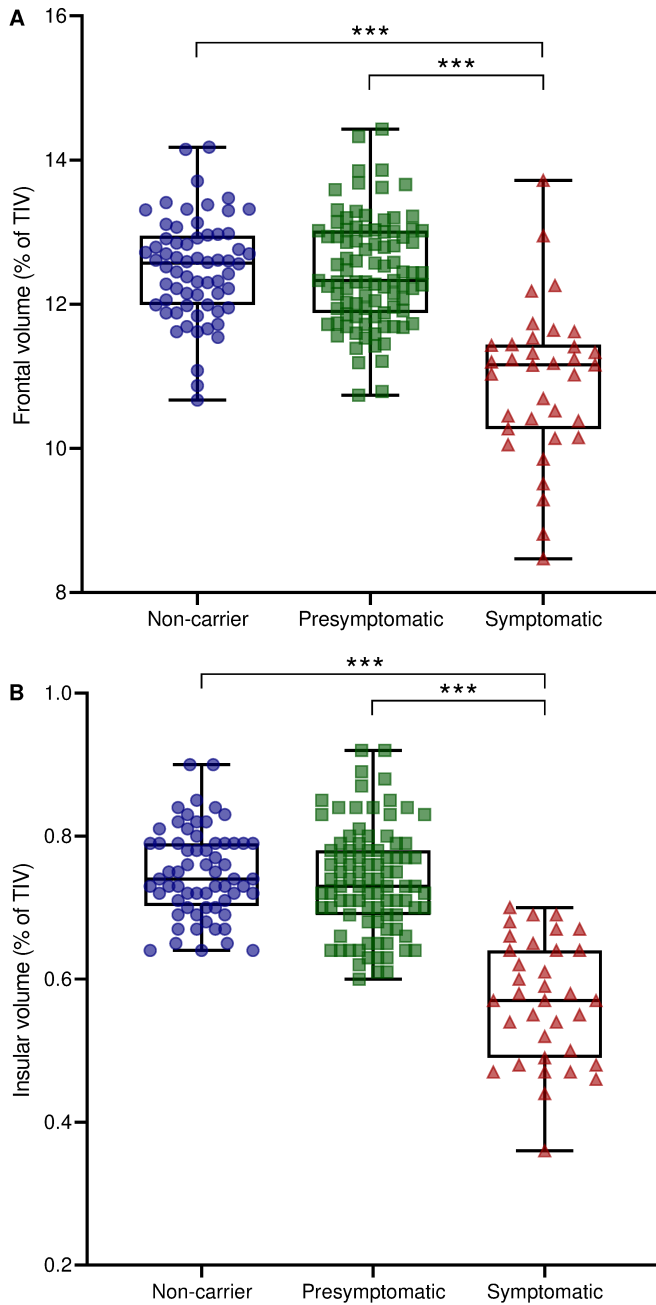 A
16
14
12
10
8
Frontal volume (% of TIV)
***
***
Non-carrier
Presymptomatic
Symptomatic
B
1.0
0.8
0.6
0.4
0.2
Insular volume (% of TIV)
***
***
Non-carrier
Presymptomatic
Symptomatic